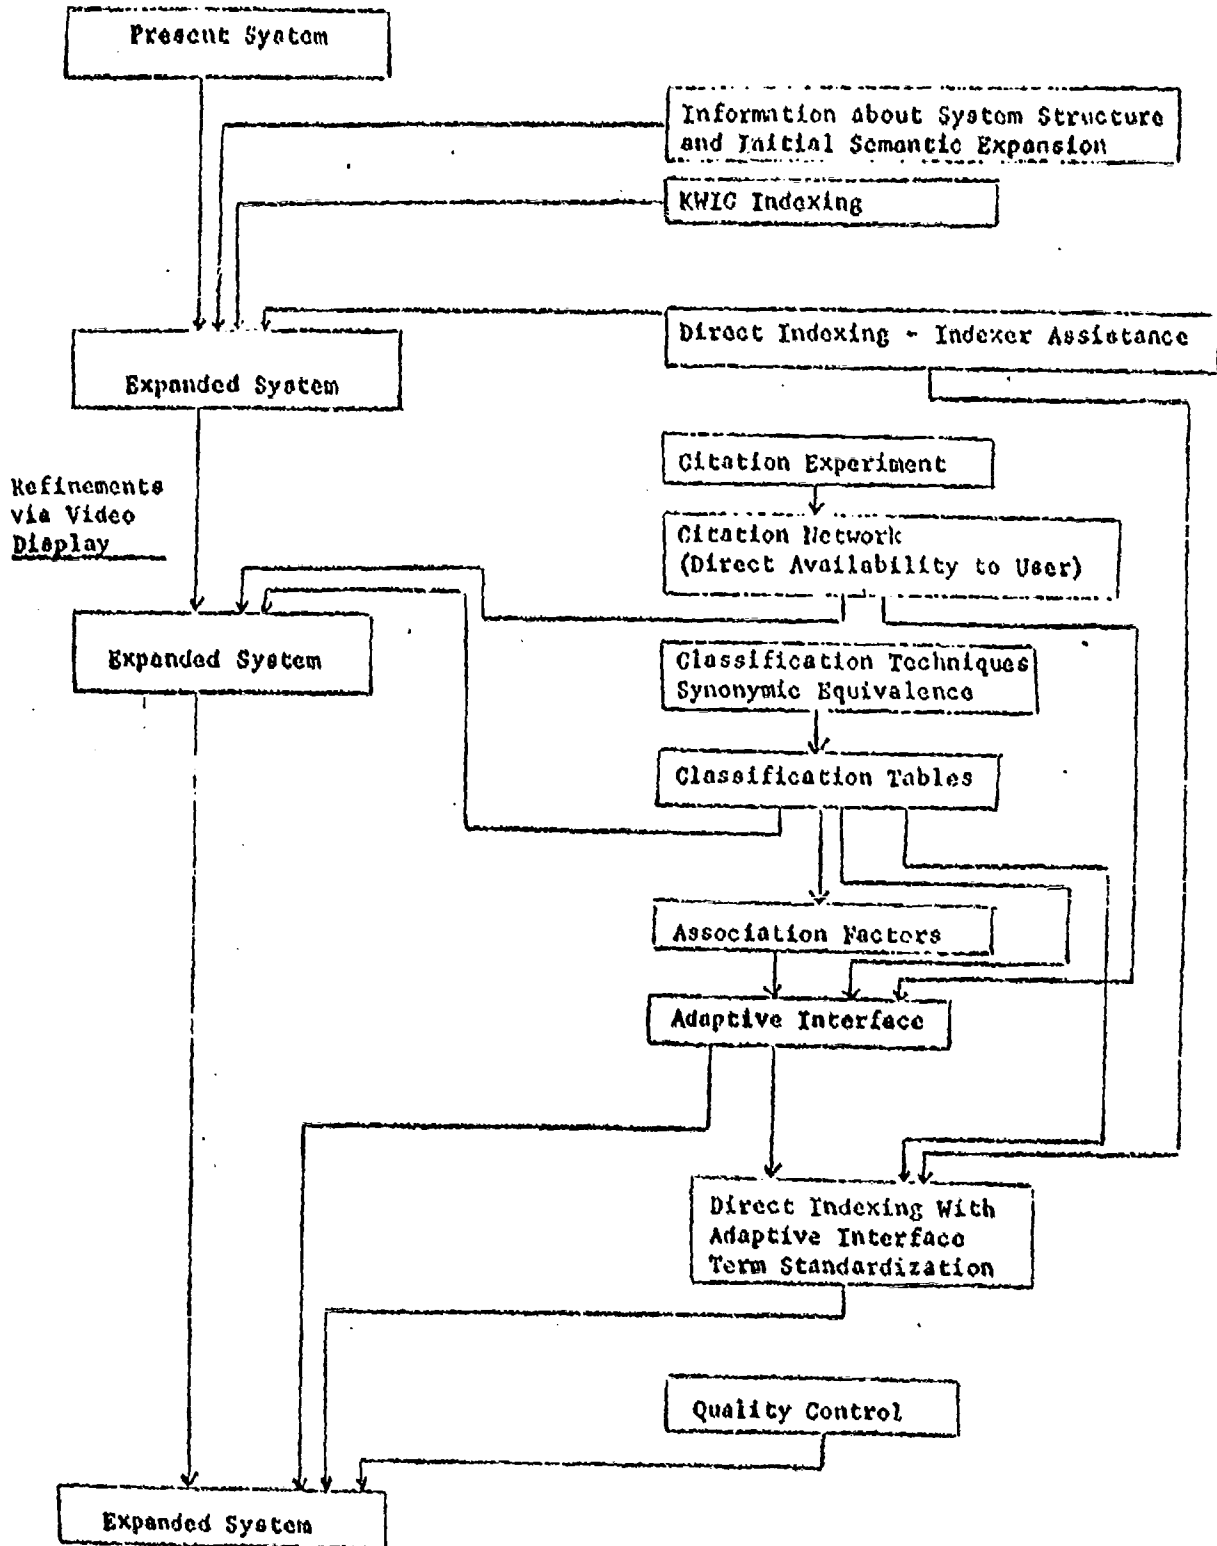 Present System
Information about System Structure
and Initial Semantic Expansion
KWIC Indexing
Direct Indexing - Indexer Assistance
Expanded System
Citation Experiment
Refinements
via Video
Display
Citation Network
(Direct Availability to User)
Expanded System
Classification Techniques
Synonymic Equivalence
Classification Tables
Association Factors
Adaptive Interface
Direct Indexing With
Adaptive Interface
Term Standardization
Quality Control
Expanded System